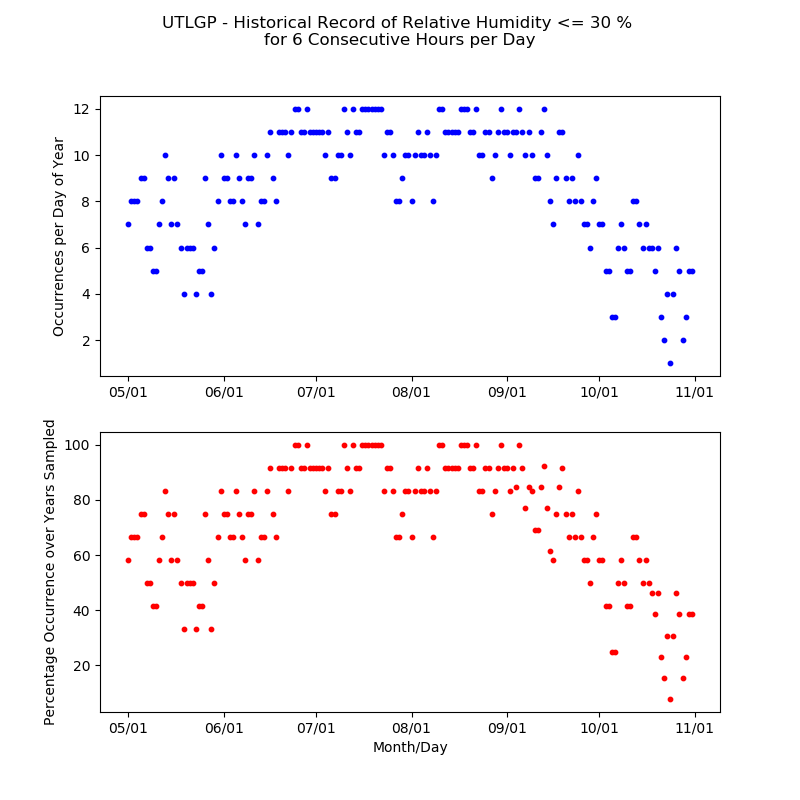 UTLGP - Historical Record of Relative Humidity <= 30 %
for 6 Consecutive Hours per Day
Occurrences per Day of Year
12
10
8
6
4
2
05/01 06/01 07/01 08/01 09/01 10/01 11/01
Percentage Occurrence over Years Sampled
100
80
60
40
20
05/01 06/01 07/01 08/01 09/01 10/01 11/01
Month/Day